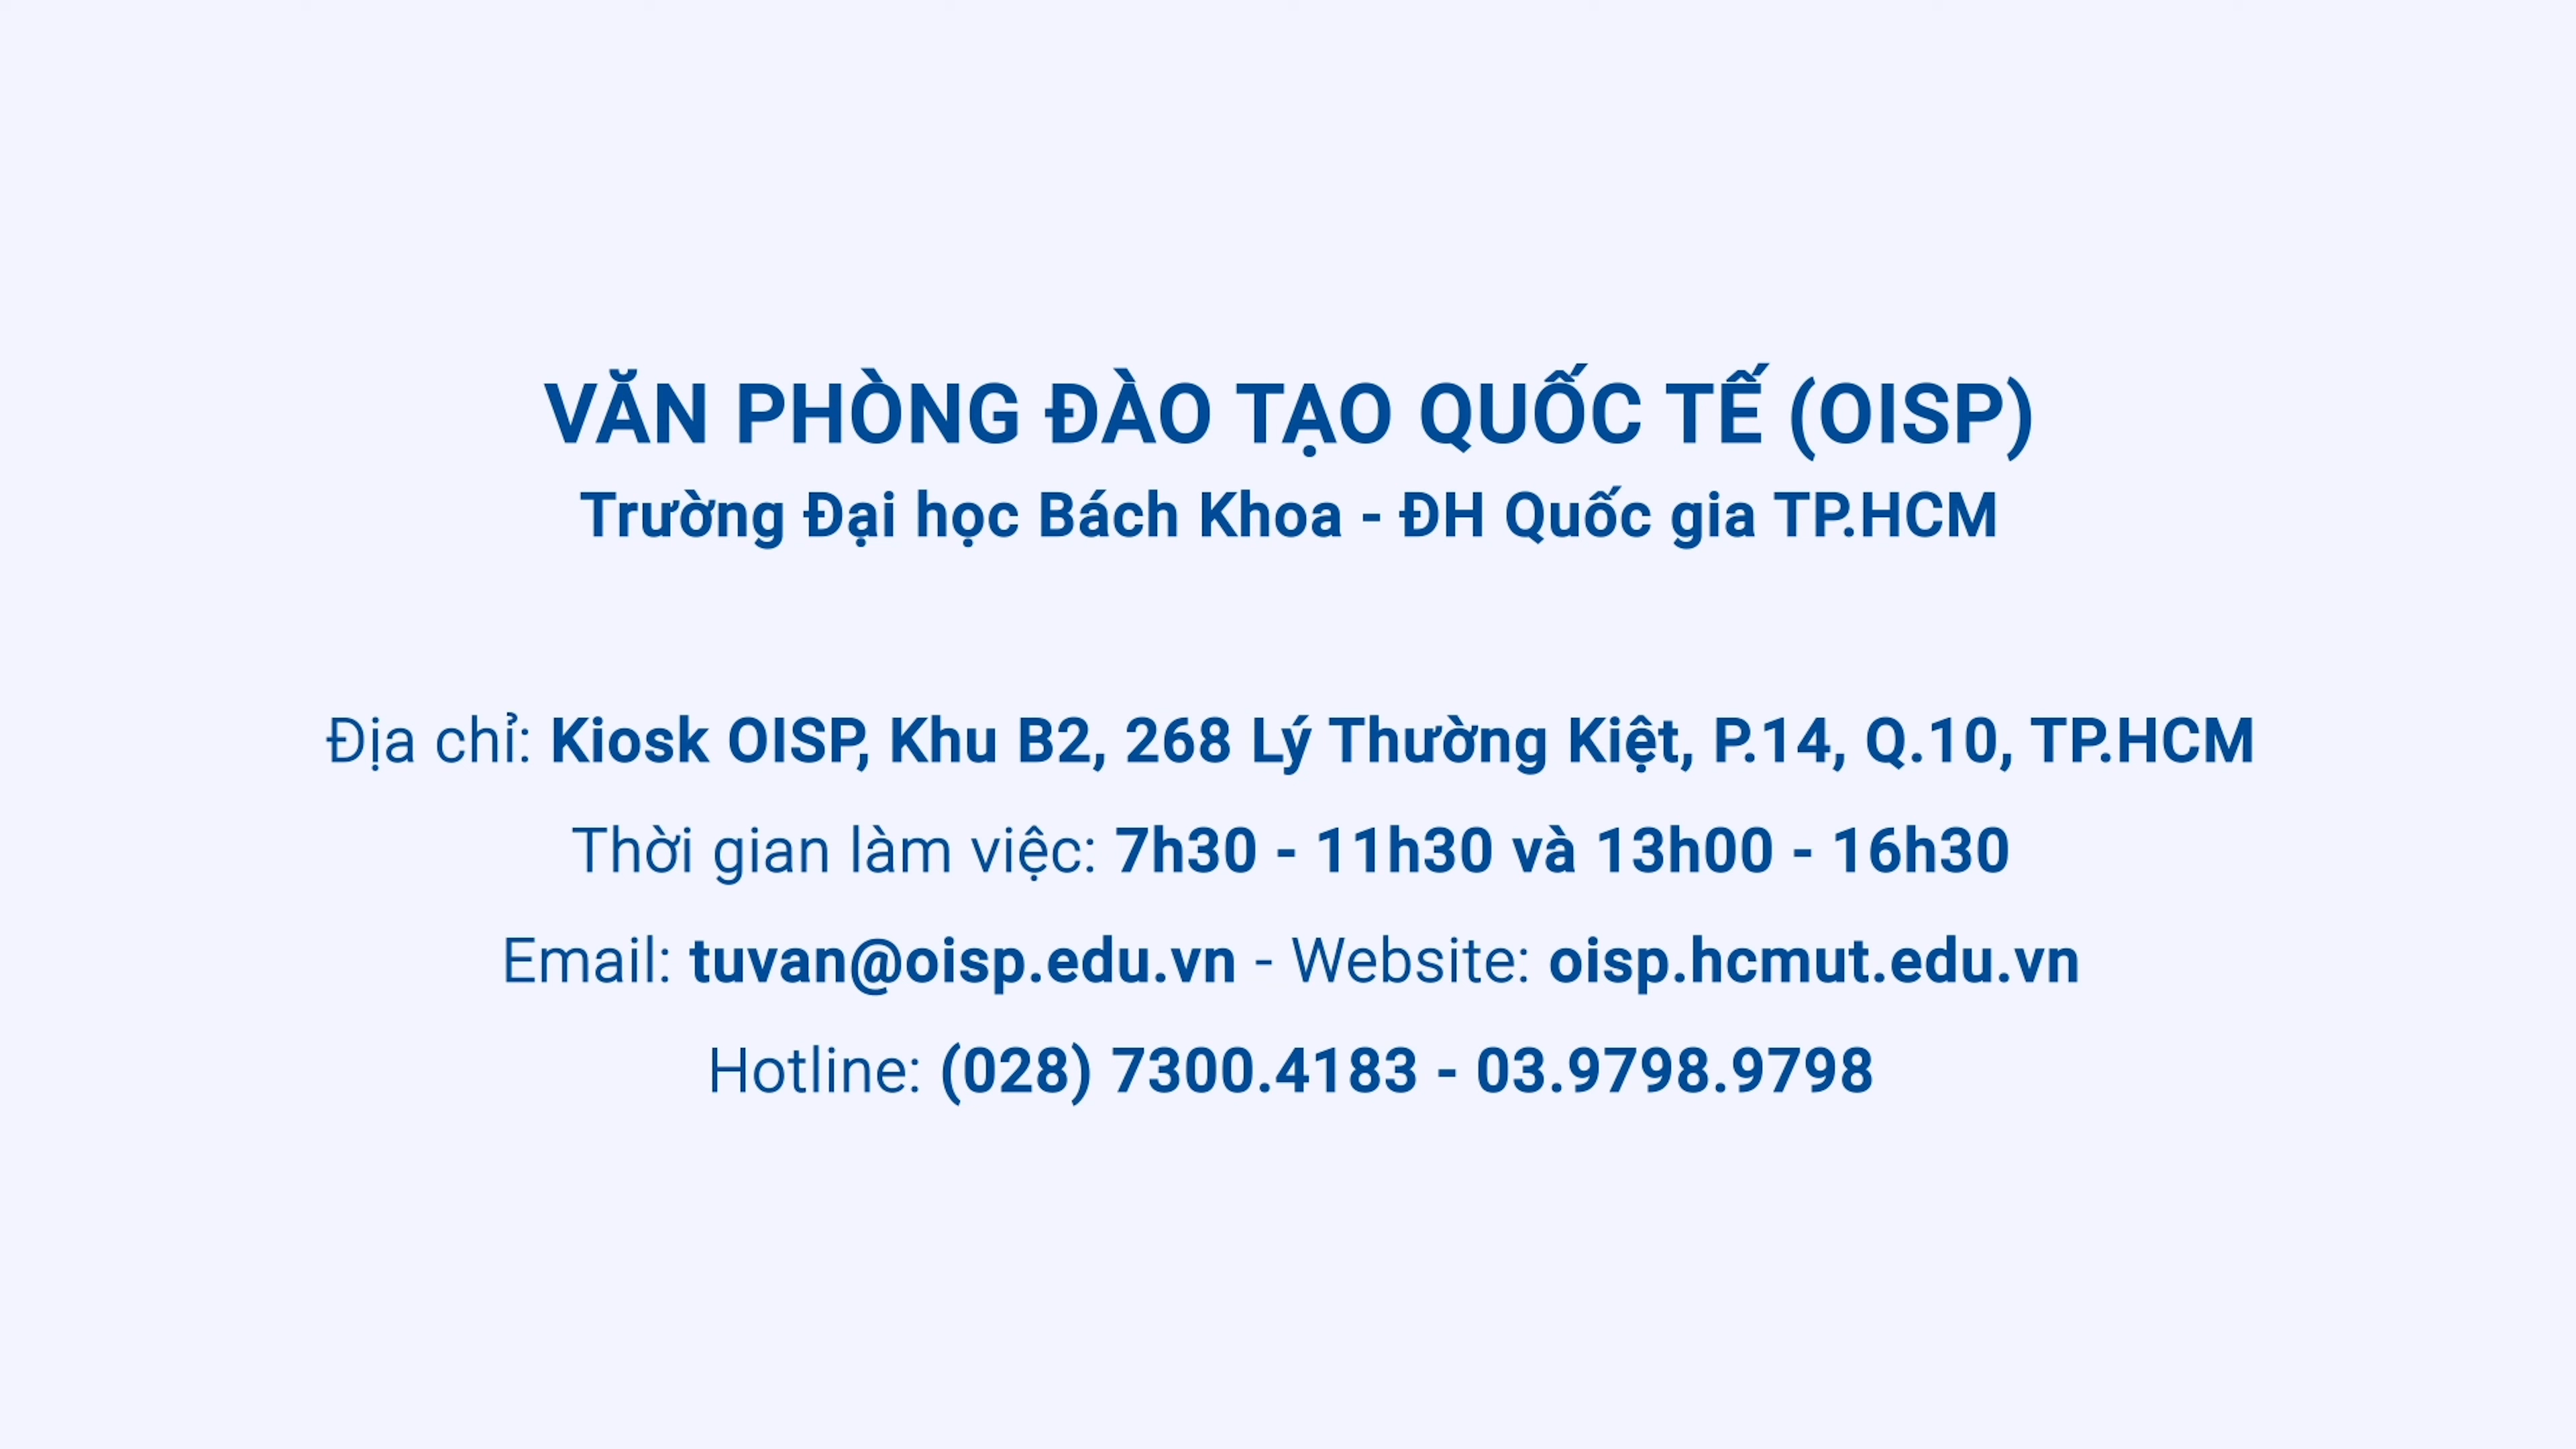 VĂN PHÒNG ĐÀO TẠO QUỐC TẾ (OISP)
Trường Đại học Bách Khoa - ĐH Quốc gia TP.HCM
Địa chỉ: Kiosk OISP, Khu B2, 268 Lý Thường Kiệt, P.14, Q.10, TP.HCM
Thời gian làm việc: 7h30 - 11h30 và 13h00 - 16h30
Email: tuvan@oisp.edu.vn - Website: oisp.hcmut.edu.vn
Hotline: (028) 7300.4183 - 03.9798.9798